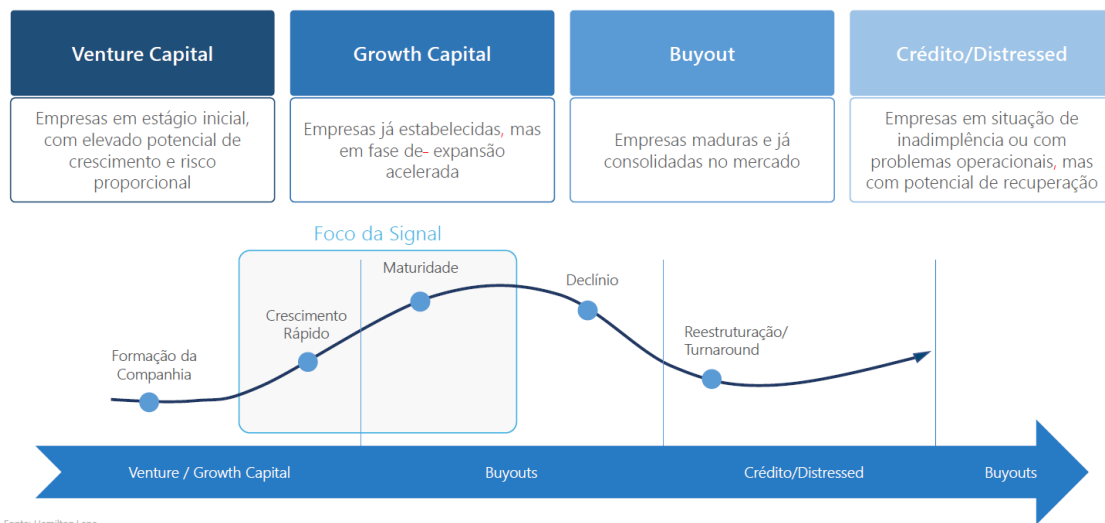 Venture Capital
Growth Capital
Buyout
Crédito/Distressed
Empresas em estágio inicial,
com elevado potencial de
crescimento e risco
proporcional
Empresas já estabelecidas, mas
em fase de- expansão
acelerada
Empresas maduras e já
consolidadas no mercado
Empresas em situação de
inadimplência ou com
problemas operacionais, mas
com potencial de recuperação
Foco da Signal
Formação da
Companhia
Crescimento
Rápido
Maturidade
Declínio
Reestruturação/
Turnaround
Venture / Growth Capital
Buyouts
Crédito/Distressed
Buyouts
Fonte: Hamilton Lane